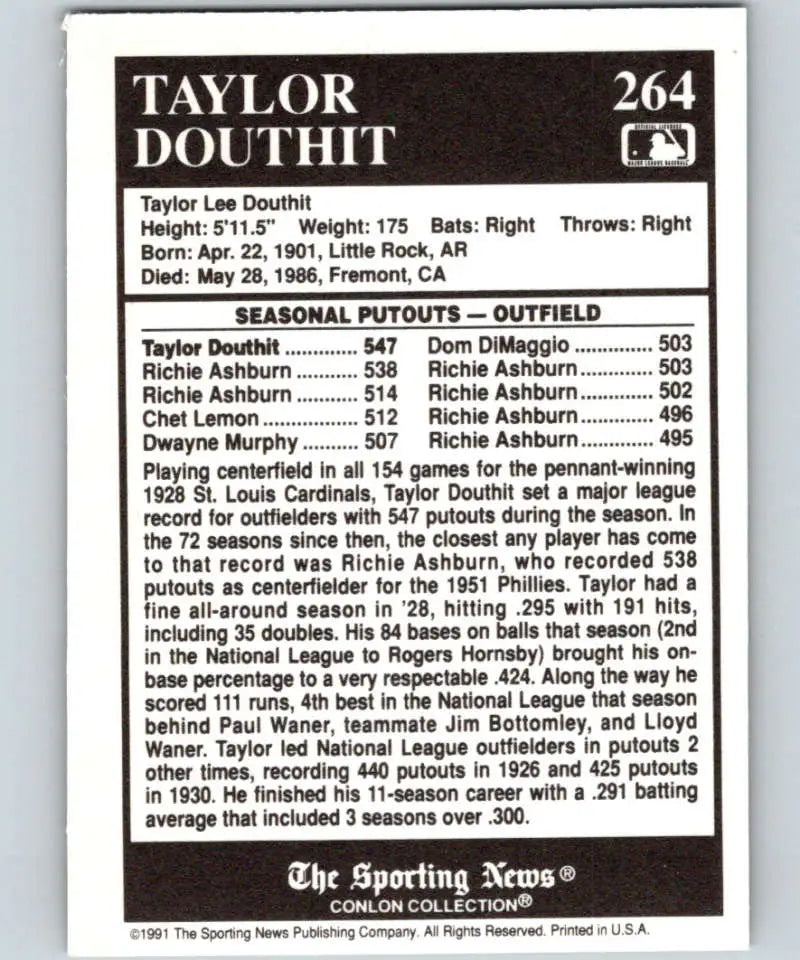 TAYLOR
DOUTHIT
264
OFFICIAL LICENSEE
MAJOR LEAGUE BASEBALL
Taylor Lee Douthit
Height: 5'11.5" Weight: 175 Bats: Right Throws: Right
Born: Apr. 22, 1901, Little Rock, AR
Died: May 28, 1986, Fremont, CA
SEASONAL PUTOUTS — OUTFIELD
Taylor Douthit ............. 547 Dom DiMaggio .............. 503
Richie Ashburn ........... 538 Richie Ashburn ............. 503
Richie Ashburn ........... 514 Richie Ashburn ............. 502
Chet Lemon ................. 512 Richie Ashburn ............. 496
Dwayne Murphy .......... 507 Richie Ashburn ............. 495
Playing centerfield in all 154 games for the pennant-winning
1928 St. Louis Cardinals, Taylor Douthit set a major league
record for outfielders with 547 putouts during the season. In
the 72 seasons since then, the closest any player has come
to that record was Richie Ashburn, who recorded 538
putouts as centerfielder for the 1951 Phillies. Taylor had a
fine all-around season in '28, hitting .295 with 191 hits,
including 35 doubles. His 84 bases on balls that season (2nd
in the National League to Rogers Hornsby) brought his on-
base percentage to a very respectable .424. Along the way he
scored 111 runs, 4th best in the National League that season
behind Paul Waner, teammate Jim Bottomley, and Lloyd
Waner. Taylor led National League outfielders in putouts 2
other times, recording 440 putouts in 1926 and 425 putouts
in 1930. He finished his 11-season career with a .291 batting
average that included 3 seasons over .300.
The Sporting News®
CONLON COLLECTION®
©1991 The Sporting News Publishing Company. All Rights Reserved. Printed in U.S.A.